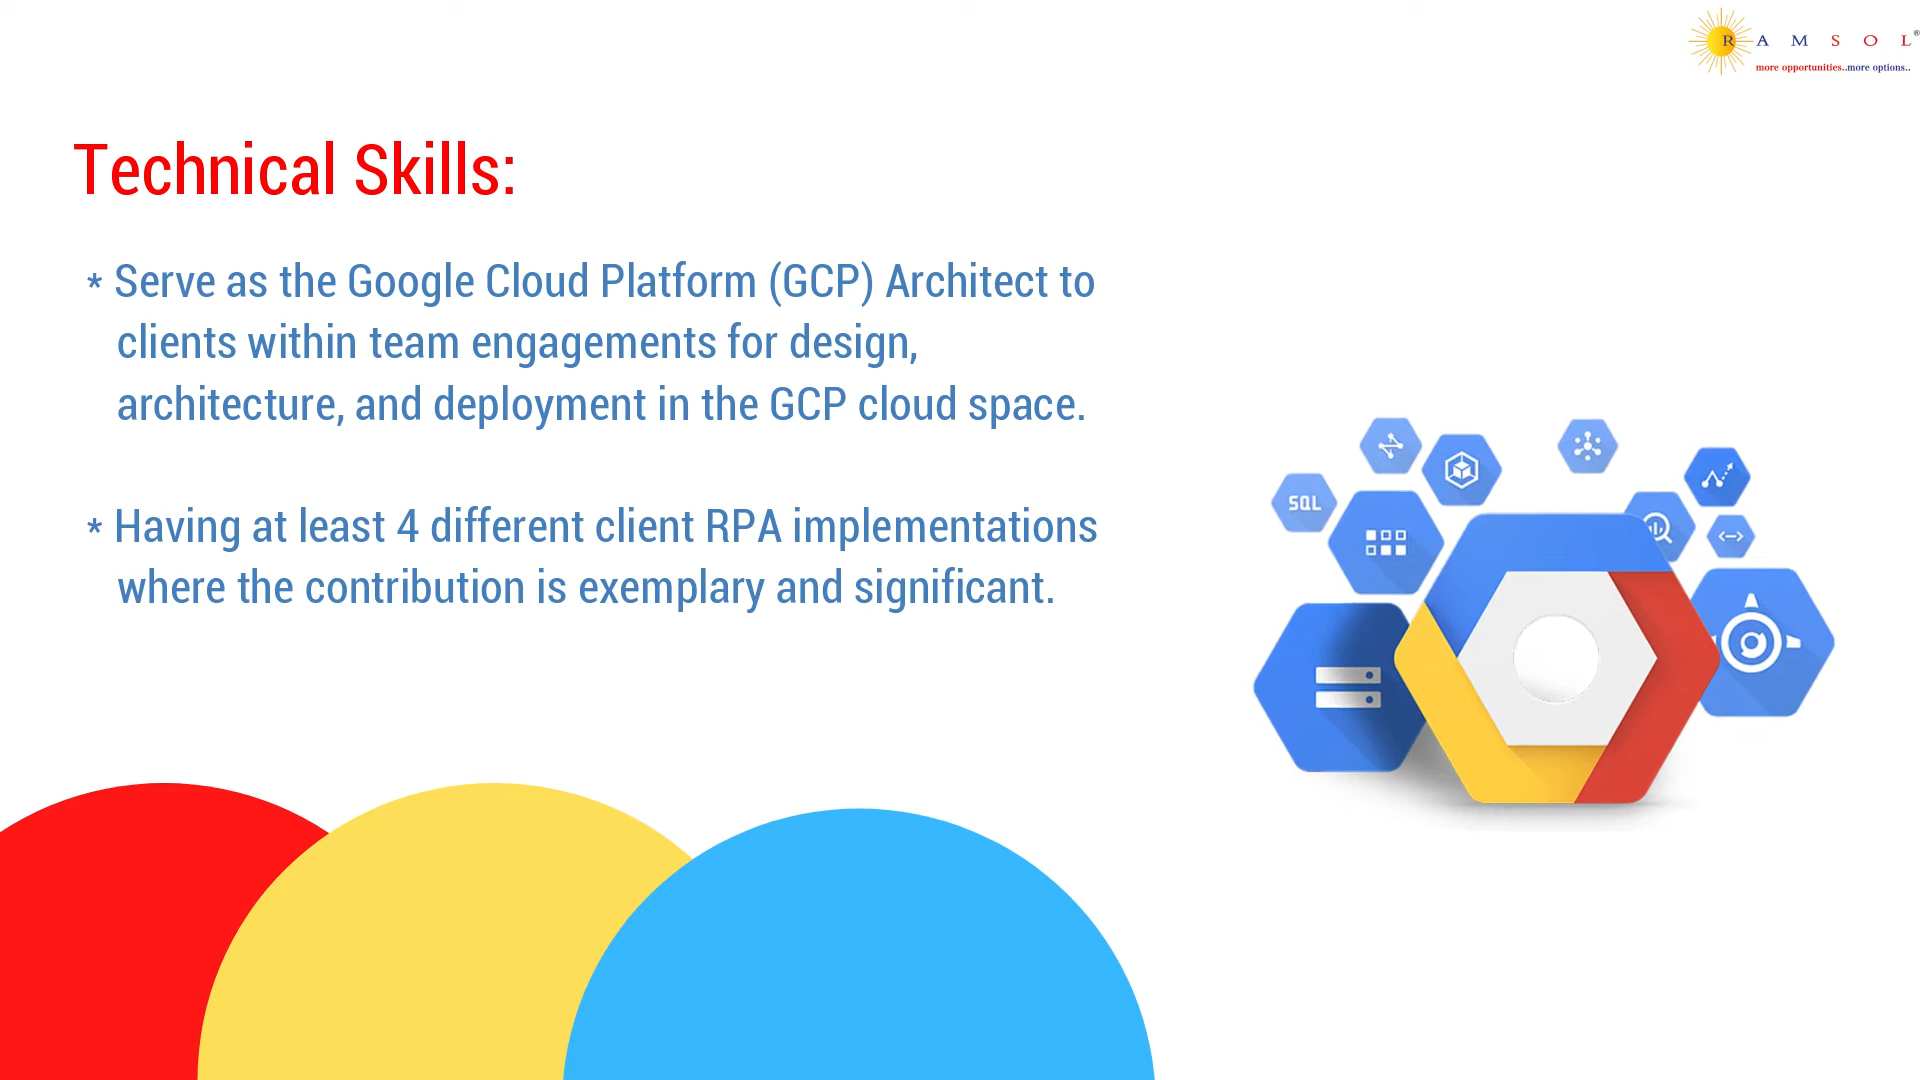 RAMSOL®
more opportunities..more options..
Technical Skills:
* Serve as the Google Cloud Platform (GCP) Architect to
clients within team engagements for design,
architecture, and deployment in the GCP cloud space.
* Having at least 4 different client RPA implementations
where the contribution is exemplary and significant.
SQL